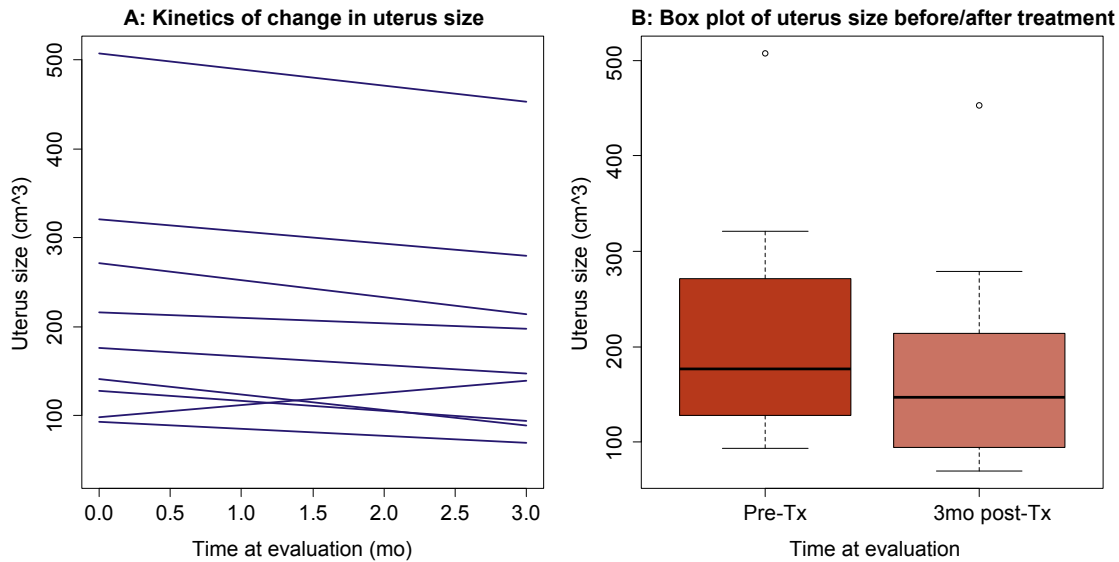 A: Kinetics of change in uterus size
Uterus size (cm^3)
500
400
300
200
100
0.0 0.5 1.0 1.5 2.0 2.5 3.0
Time at evaluation (mo)
B: Box plot of uterus size before/after treatment
Uterus size (cm^3)
500
400
300
200
100
Pre-Tx 3mo post-Tx
Time at evaluation